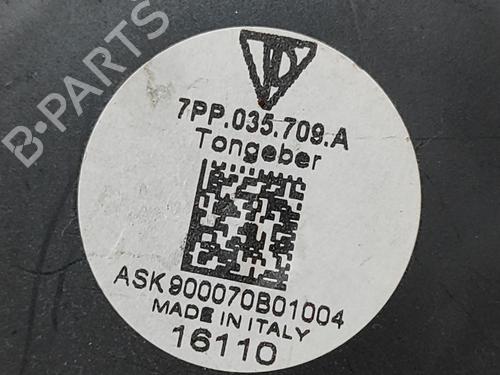 B-PARTS
7PP.035.709.A
Tongeber
ASK900070B01004
MADE IN ITALY
16110